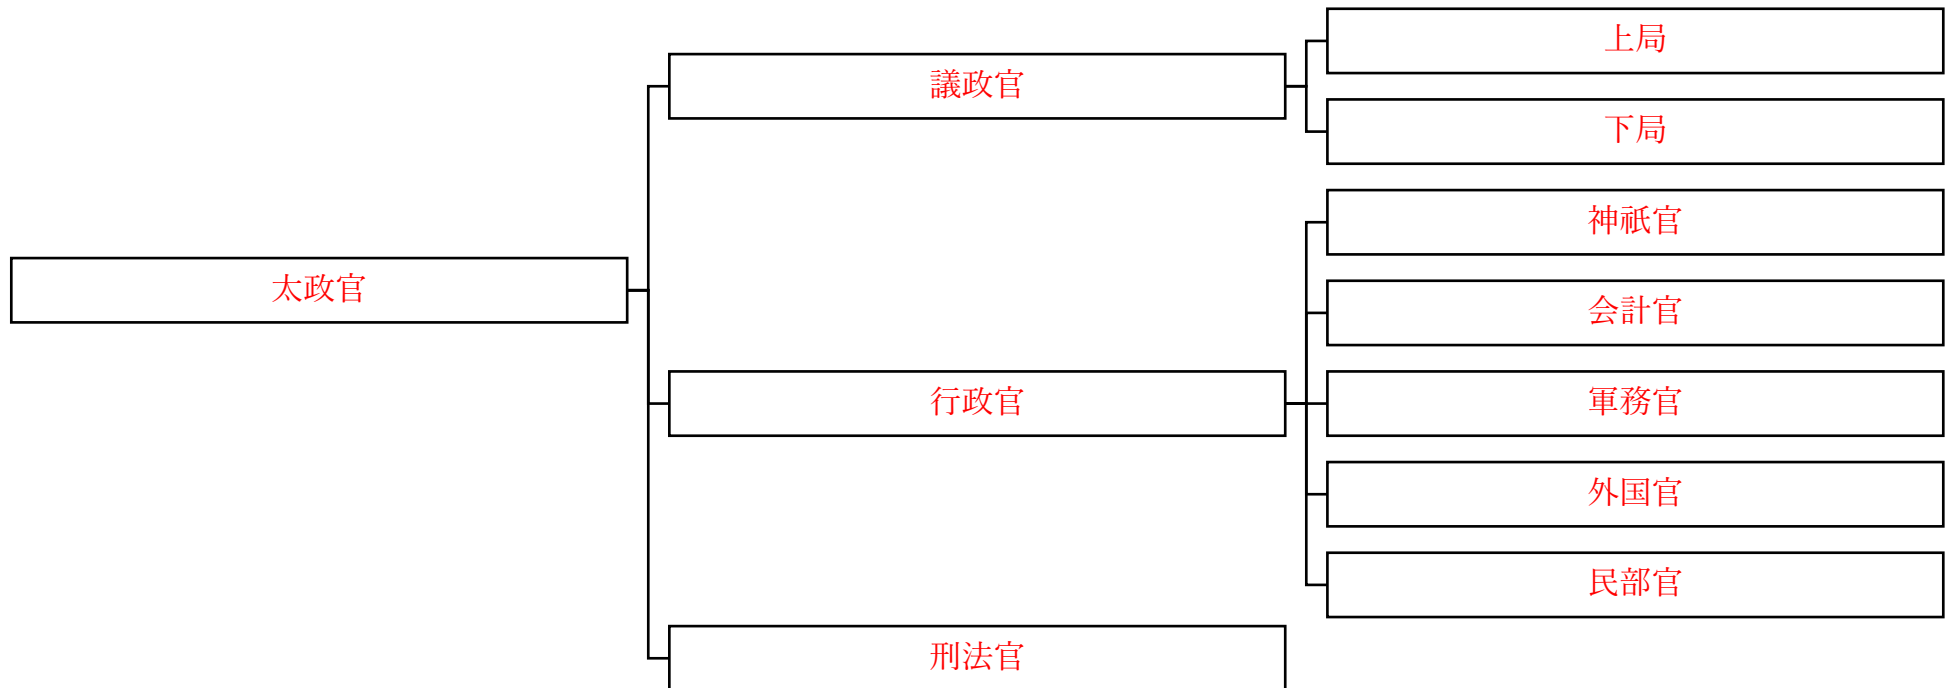 太政官
議政官
上局
下局
行政官
神祇官
会計官
軍務官
外国官
民部官
刑法官